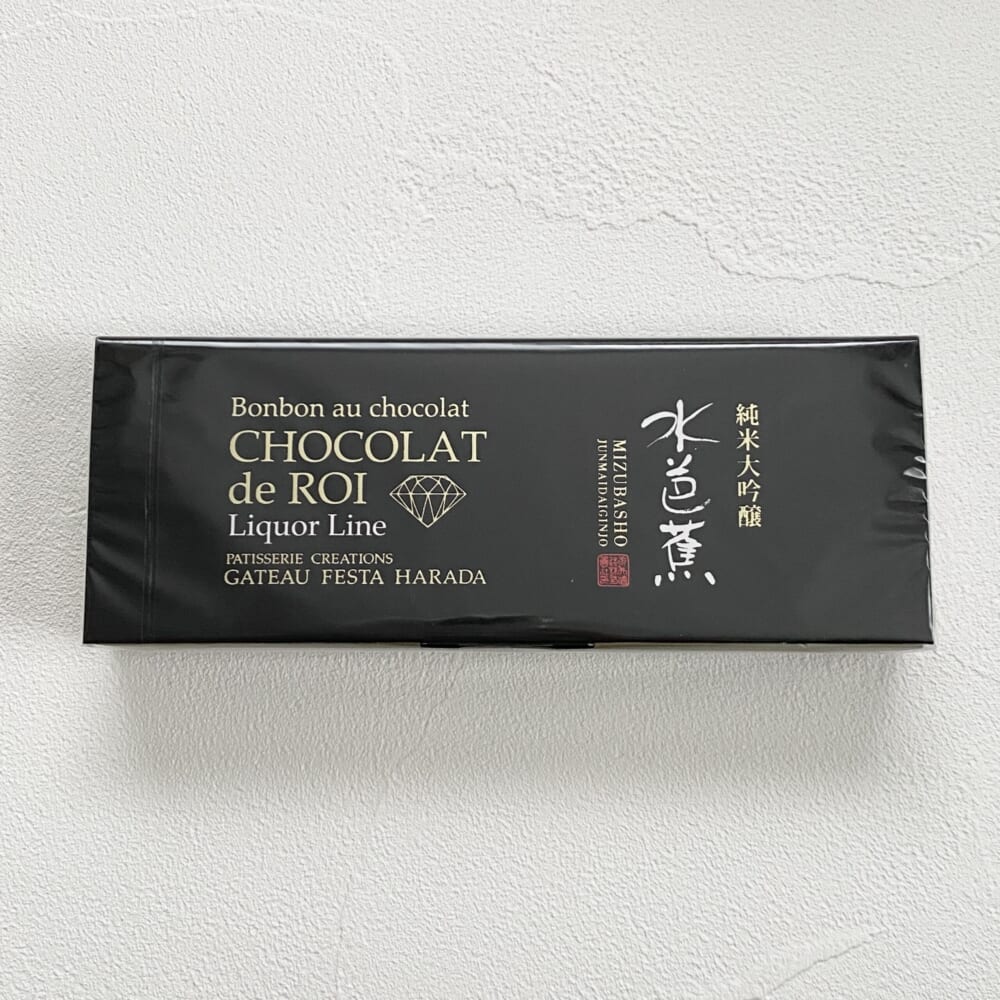 Bonbon au chocolat
CHOCOLAT
de ROI
Liquor Line
PATISSERIE CREATIONS
GATEAU FESTA HARADA
純米大吟醸
水芭蕉
MIZUBASHO
JUNMAIDAIGINJO